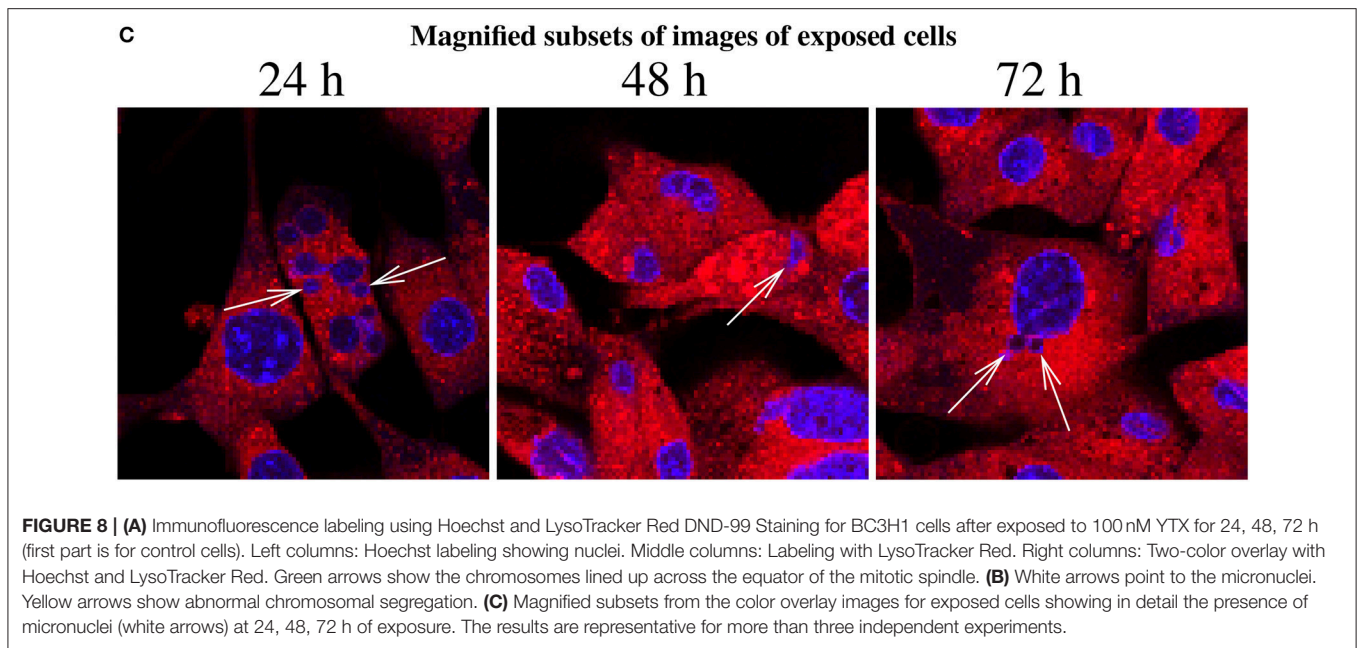 C
Magnified subsets of images of exposed cells
24 h 48 h 72 h
FIGURE 8 | (A) Immunofluorescence labeling using Hoechst and LysoTracker Red DND-99 Staining for BC3H1 cells after exposed to 100 nM YTX for 24, 48, 72 h
(first part is for control cells). Left columns: Hoechst labeling showing nuclei. Middle columns: Labeling with LysoTracker Red. Right columns: Two-color overlay with
Hoechst and LysoTracker Red. Green arrows show the chromosomes lined up across the equator of the mitotic spindle. (B) White arrows point to the micronuclei.
Yellow arrows show abnormal chromosomal segregation. (C) Magnified subsets from the color overlay images for exposed cells showing in detail the presence of
micronuclei (white arrows) at 24, 48, 72 h of exposure. The results are representative for more than three independent experiments.